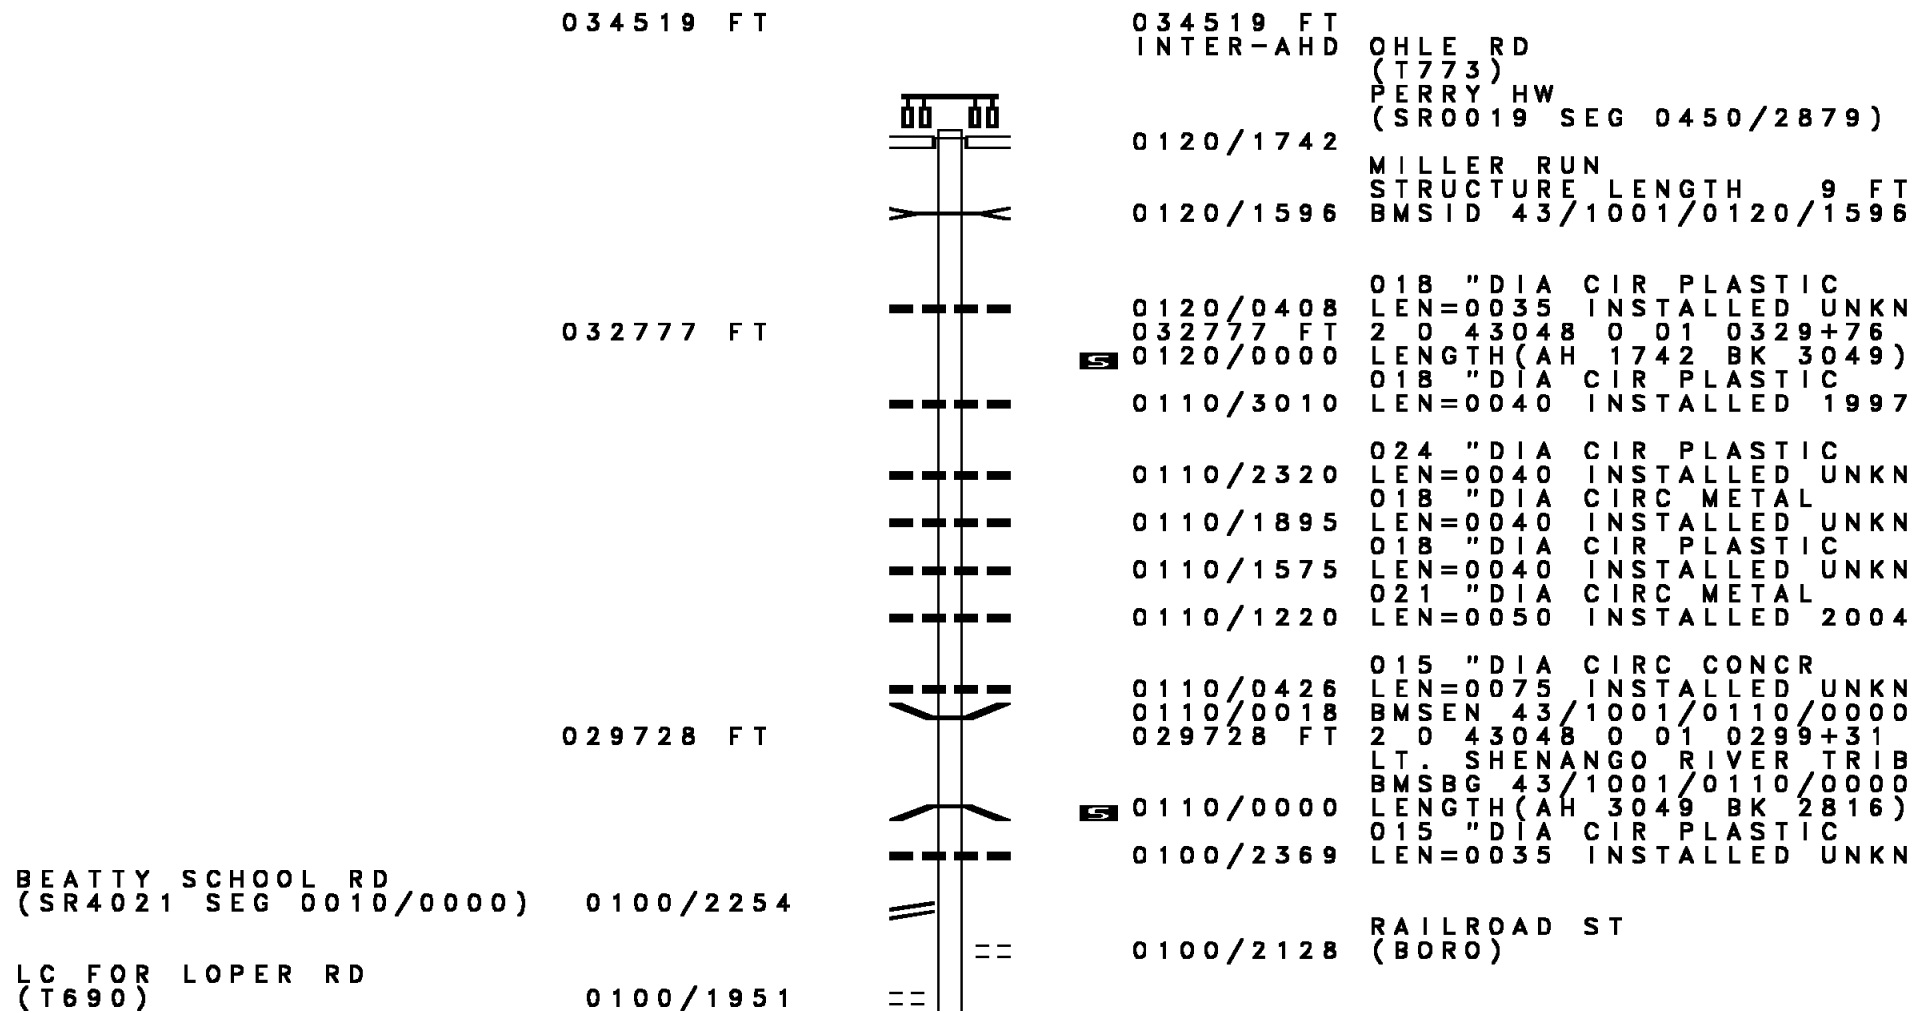 034519 FT 034519 FT
INTER-AHD OHLE RD
(T773)
PERRY HW
(SR0019 SEG 0450/2879)
0120/1742
MILLER RUN
STRUCTURE LENGTH 9 FT
0120/1596 BMSID 43/1001/0120/1596
018 "DIA CIR PLASTIC
0120/0408 LEN=0035 INSTALLED UNKN
032777 FT 032777 FT 2 0 43048 0 01 0329+76
S 0120/0000 LENGTH(AH 1742 BK 3049)
018 "DIA CIR PLASTIC
0110/3010 LEN=0040 INSTALLED 1997
024 "DIA CIR PLASTIC
0110/2320 LEN=0040 INSTALLED UNKN
018 "DIA CIRC METAL
0110/1895 LEN=0040 INSTALLED UNKN
018 "DIA CIR PLASTIC
0110/1575 LEN=0040 INSTALLED UNKN
021 "DIA CIRC METAL
0110/1220 LEN=0050 INSTALLED 2004
015 "DIA CIRC CONCR
0110/0426 LEN=0075 INSTALLED UNKN
0110/0018 BMSEN 43/1001/0110/0000
029728 FT 029728 FT 2 0 43048 0 01 0299+31
LT. SHENANGO RIVER TRIB
BMSBG 43/1001/0110/0000
S 0110/0000 LENGTH(AH 3049 BK 2816)
015 "DIA CIR PLASTIC
0100/2369 LEN=0035 INSTALLED UNKN
BEATTY SCHOOL RD
(SR4021 SEG 0010/0000) 0100/2254
RAILROAD ST
0100/2128 (BORO)
LC FOR LOPER RD
(T690) 0100/1951